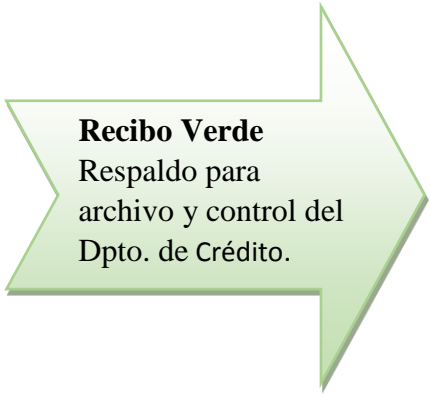 Recibo Verde
Respaldo para
archivo y control del
Dpto. de Crédito.